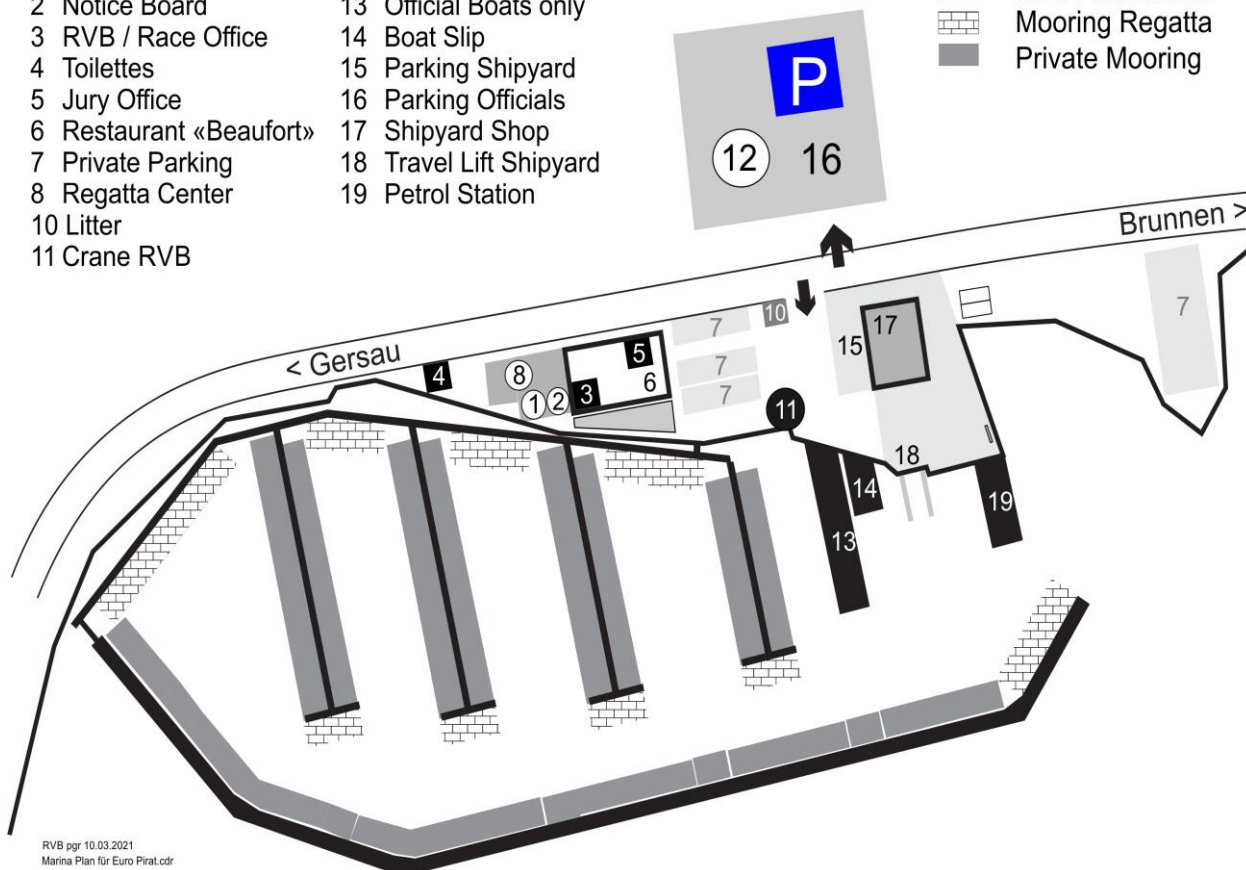 2 Notice Board
3 RVB / Race Office
4 Toilettes
5 Jury Office
6 Restaurant «Beaufort»
7 Private Parking
8 Regatta Center
10 Litter
11 Crane RVB
13 Official Boats only
14 Boat Slip
15 Parking Shipyard
16 Parking Officials
17 Shipyard Shop
18 Travel Lift Shipyard
19 Petrol Station
Mooring Regatta
Private Mooring
P
12 16
Brunnen >
< Gersau
7
10
7
15
17
5
4
8
6
7
7
3
1
2
11
18
14
19
13
RVB pgr 10.03.2021
Marina Plan für Euro Pirat.cdr